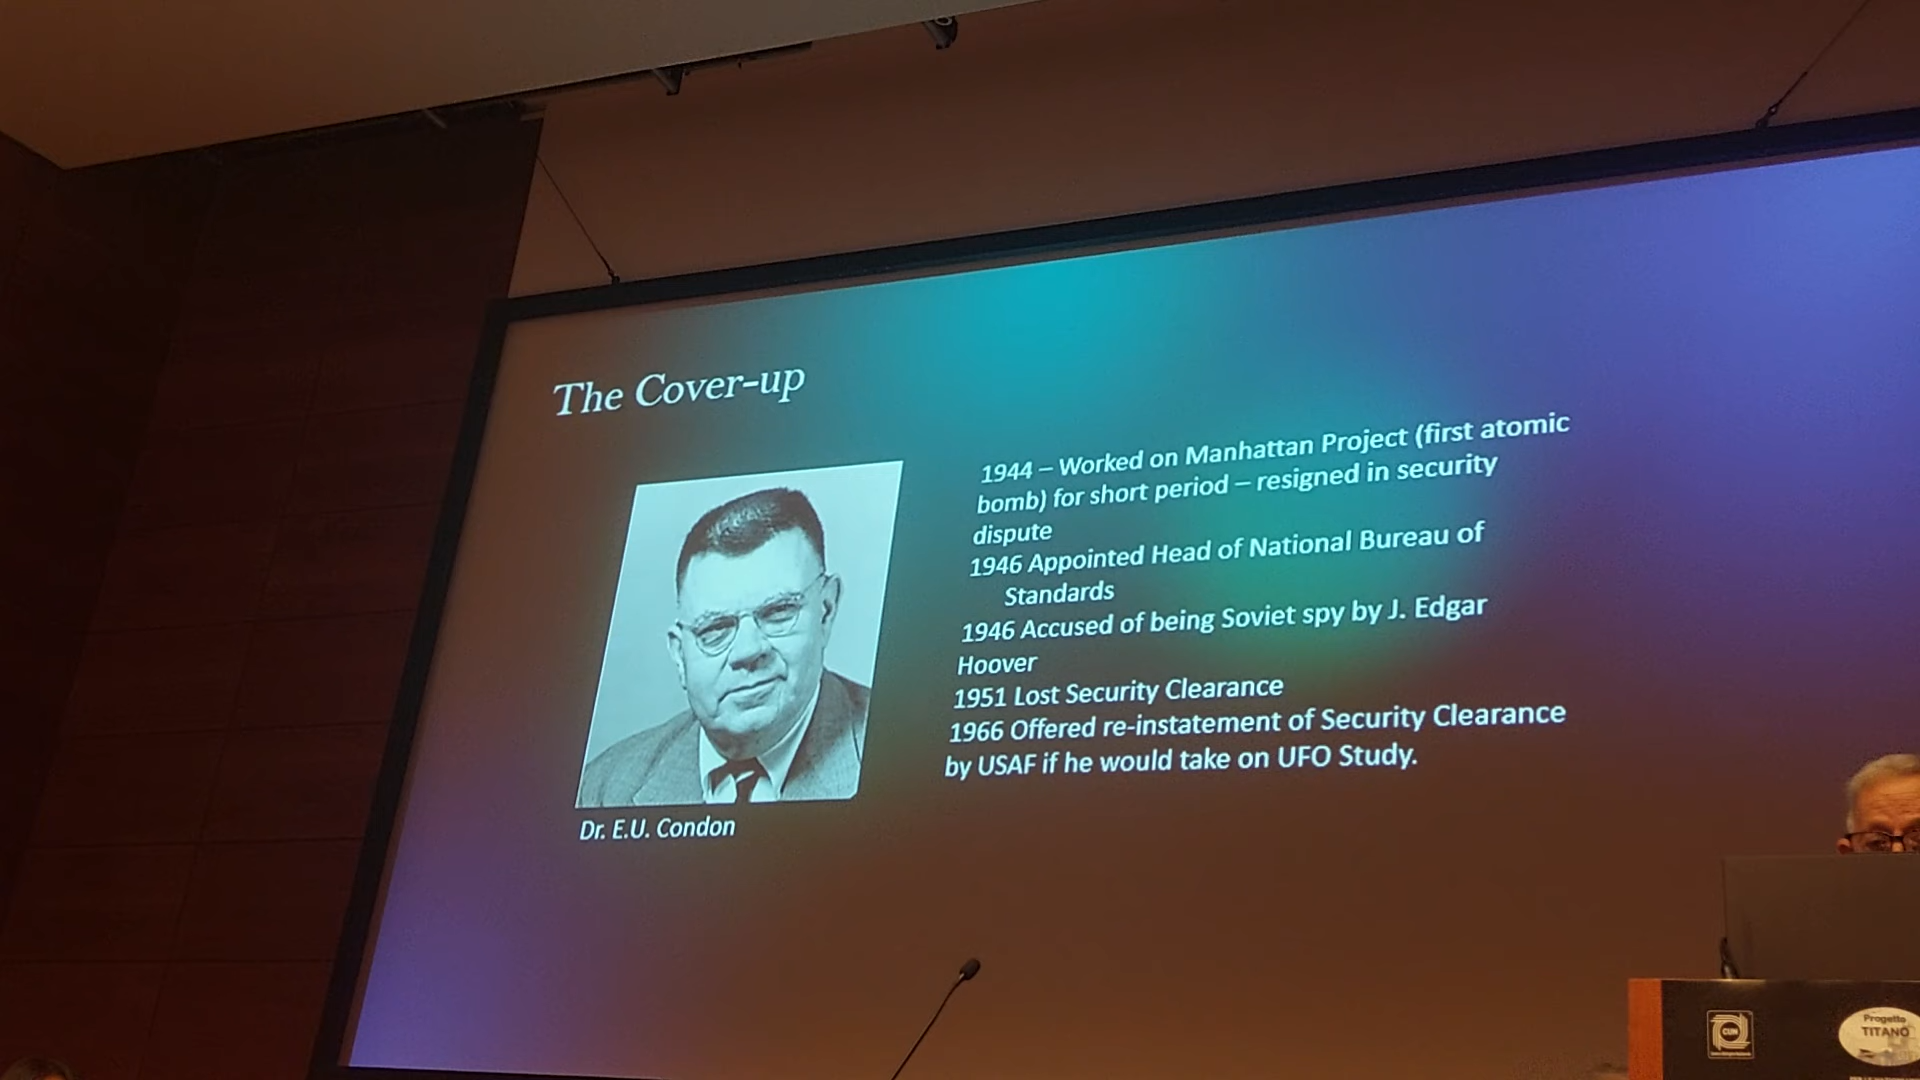 The Cover-up
1944 – Worked on Manhattan Project (first atomic
bomb) for short period – resigned in security
dispute
1946 Appointed Head of National Bureau of
Standards
1946 Accused of being Soviet spy by J. Edgar
Hoover
1951 Lost Security Clearance
1966 Offered re-instatement of Security Clearance
by USAF if he would take on UFO Study.
Dr. E.U. Condon
CUN
Progetto
TITANO